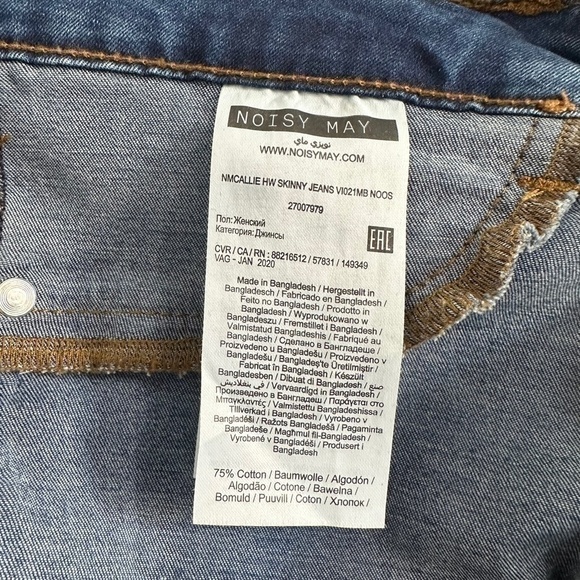 NOISY MAY
نويزي ماي
WWW.NOISYMAY.COM
NMCALLIE HW SKINNY JEANS VI021MB NOOS
27007979
Пол: Женский
Категория: Джинсы
EAC
CVR / CA / RN : 88216512 / 57831 / 149349
VAG - JAN 2020
Made in Bangladesh / Hergestellt in
Bangladesch / Fabricado en Bangladesh /
Feito no Bangladesh / Prodotto in
Bangladesh / Wyprodukowano w
Bangladeszu / Fremstillet i Bangladesh /
Valmistatud Bangladeshis / Fabriqué au
Bangladesh / Сделано в Бангладеше /
Proizvedeno u Bangladešu / Proizvedeno v
Bangladešu / Bangladeş'te Üretilmiştir /
Fabricat în Bangladesh / Készült
Bangladesben / Dibuat di Bangladesh / صنع
في بنغلاديش / Vervaardigd in Bangladesh /
Произведено в Бангладеш / Παράγεται στο
Μπαγκλαντές / Valmistettu Bangladeshissa /
Tillverkad i Bangladesh / Pagaminta
Bangladeše / Ražots Bangladešā /
Maghmul fil-Bangladesh /
Vyrobené v Bangladéši / Produsert i
Bangladesh
75% Cotton / Baumwolle / Algodón /
Algodão / Cotone / Bawełna /
Bomuld / Puuvill / Coton / Хлопок /